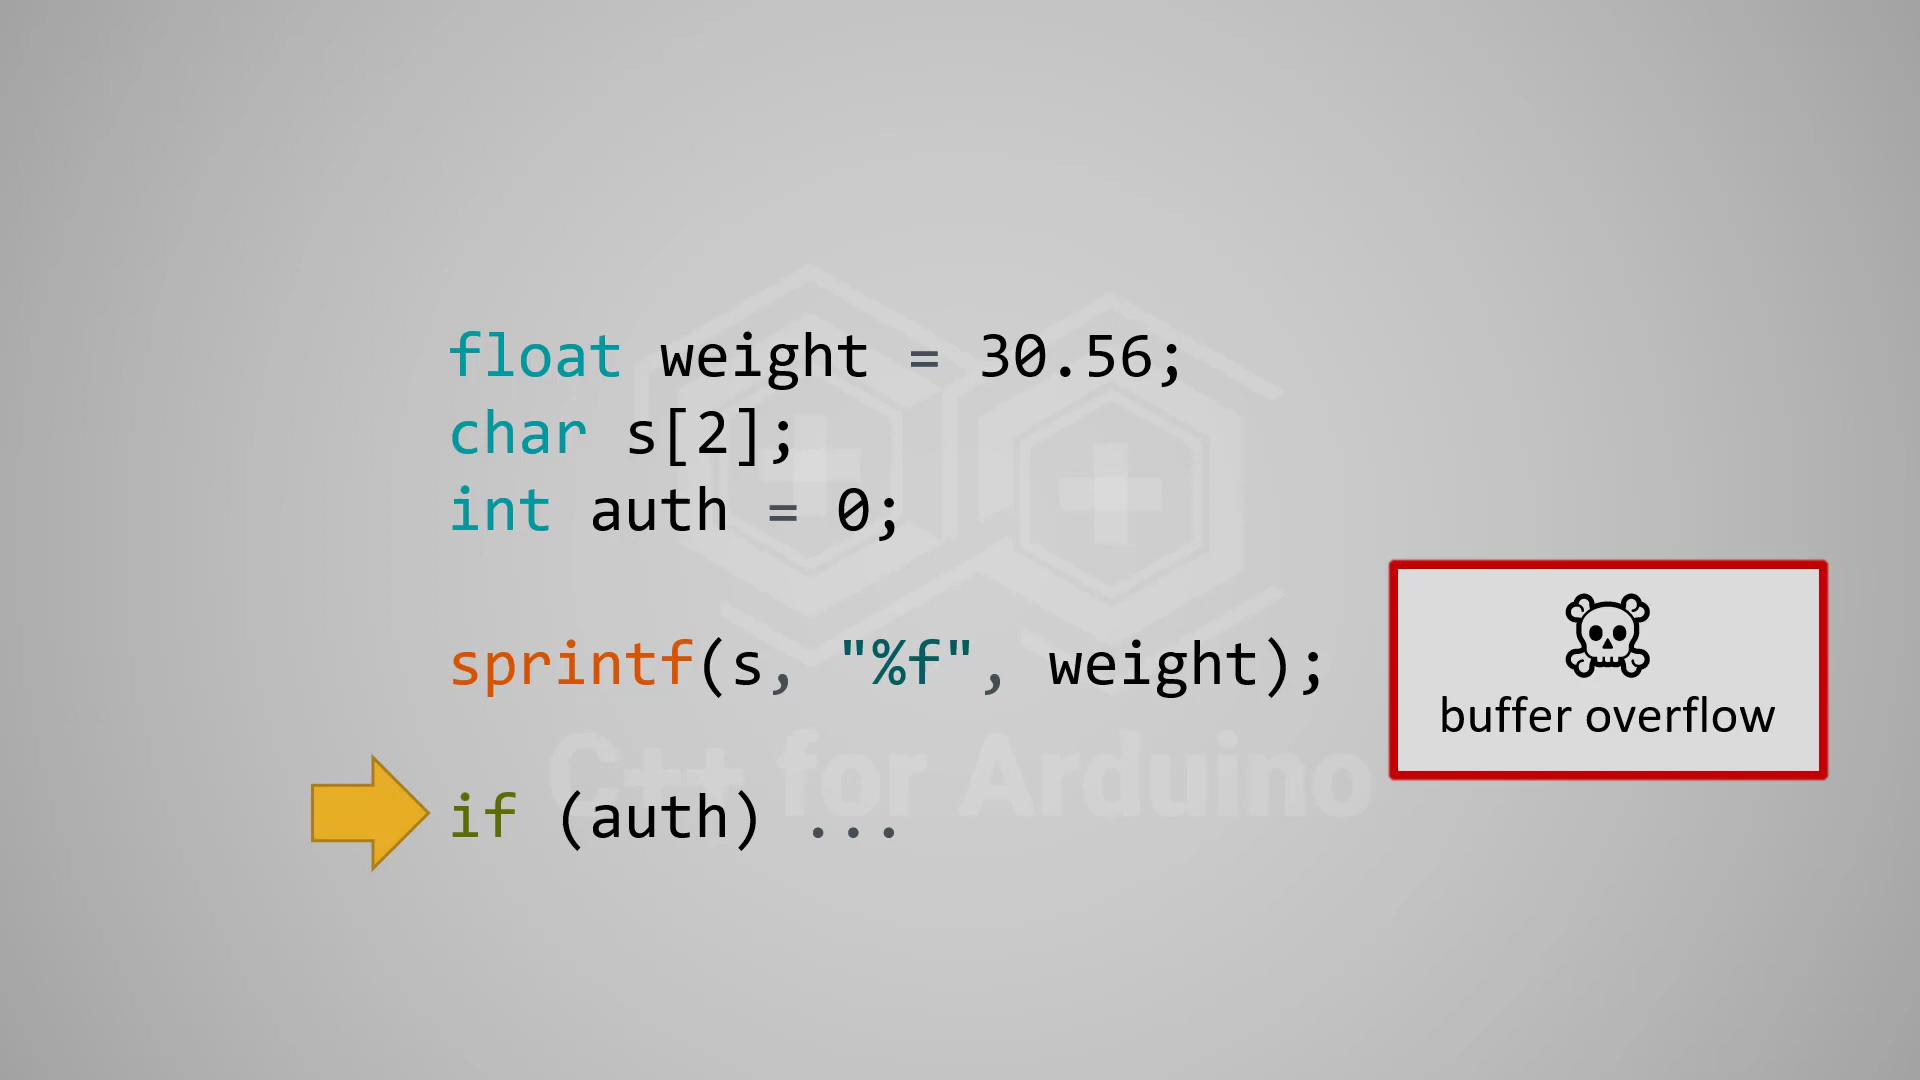 float weight = 30.56;
char s[2];
int auth = 0;
sprintf(s, "%f", weight);
buffer overflow
C++ for Arduino
if (auth) ...